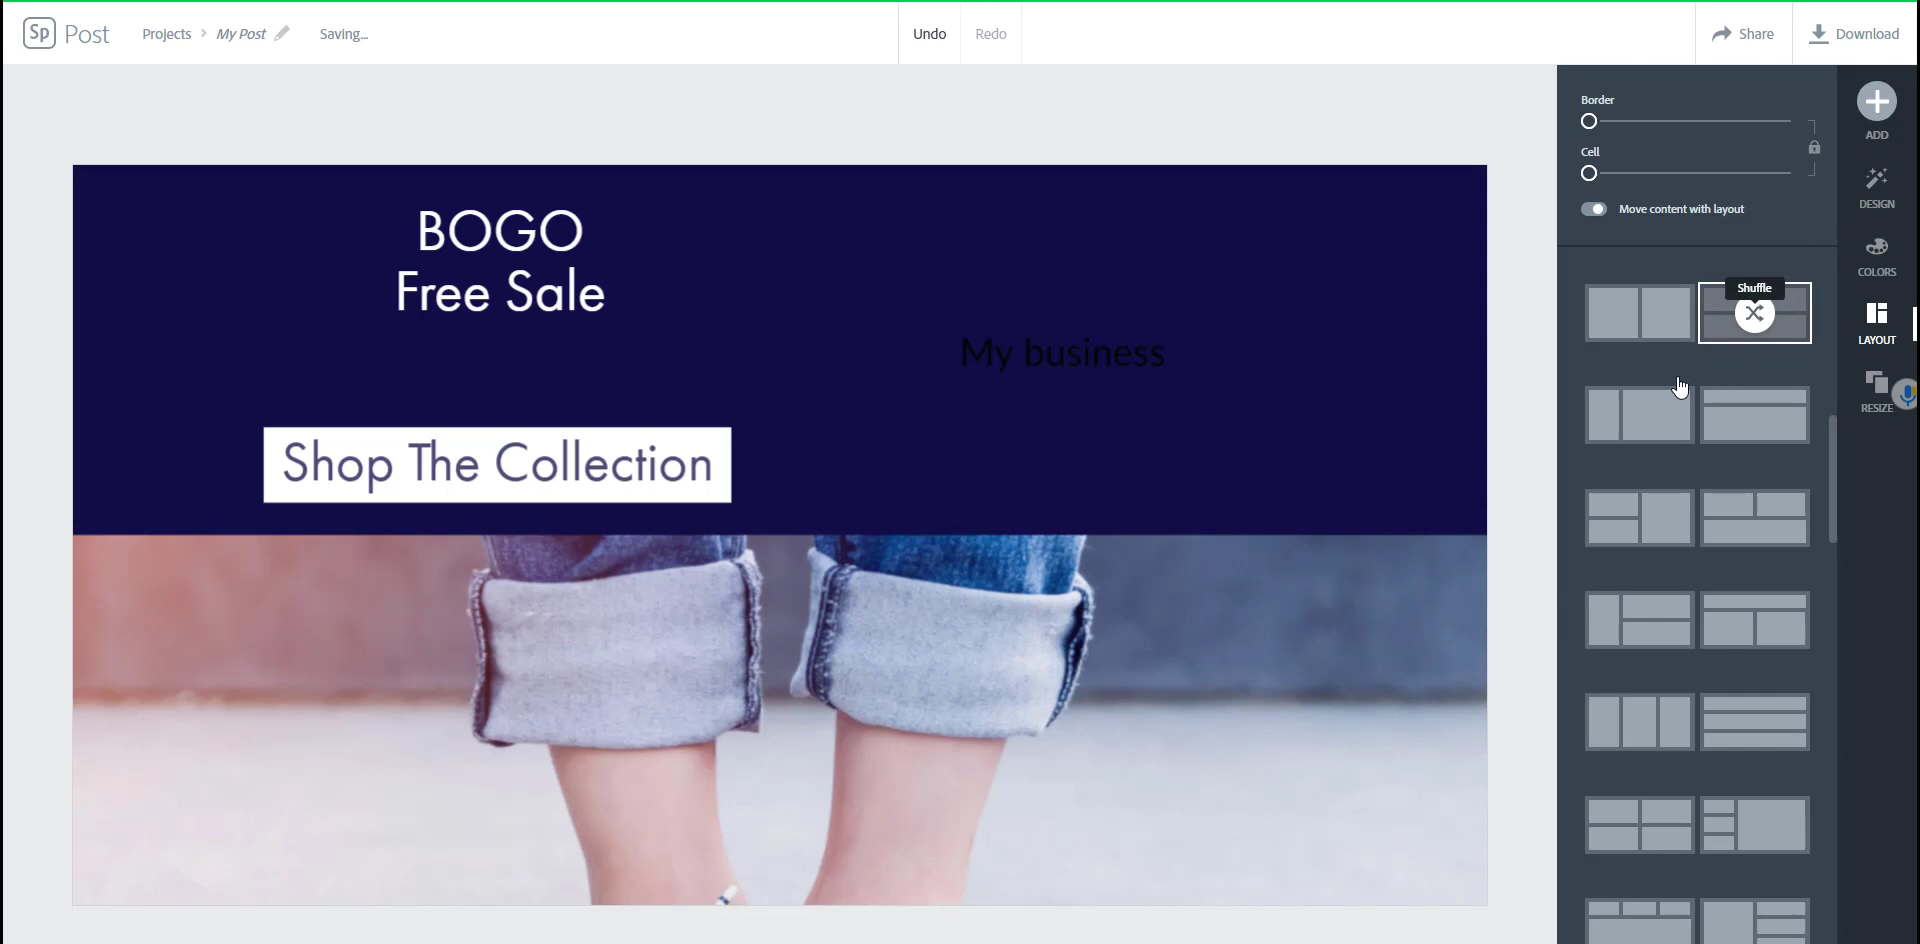 Sp Post
Projects > My Post
Saving...
Undo
Redo
Share
Download
Border
Cell
Move content with layout
Shuffle
ADD
DESIGN
COLORS
LAYOUT
RESIZE
BOGO
Free Sale
My business
Shop The Collection